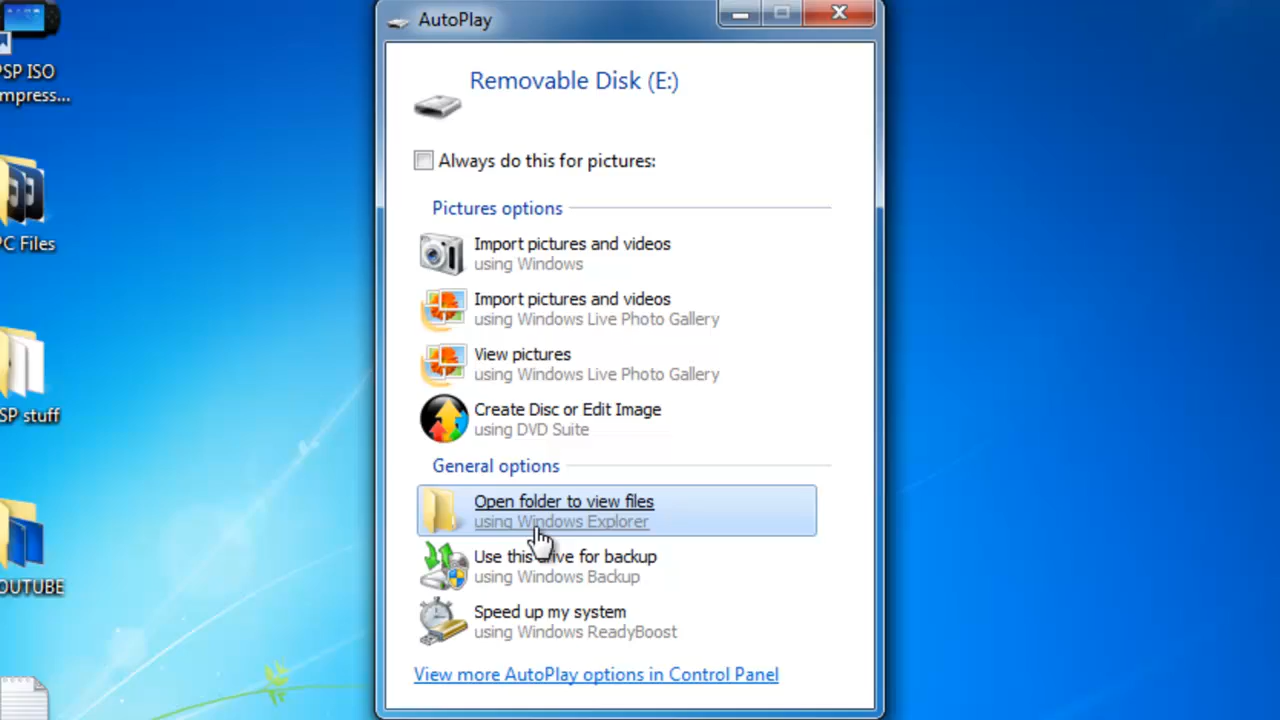 AutoPlay
Removable Disk (E:)
Always do this for pictures:
Pictures options
Import pictures and videos
using Windows
Import pictures and videos
using Windows Live Photo Gallery
View pictures
using Windows Live Photo Gallery
Create Disc or Edit Image
using DVD Suite
General options
Open folder to view files
using Windows Explorer
Use this drive for backup
using Windows Backup
Speed up my system
using Windows ReadyBoost
View more AutoPlay options in Control Panel
PSP ISO
mpress...
PC Files
SP stuff
OUTUBE